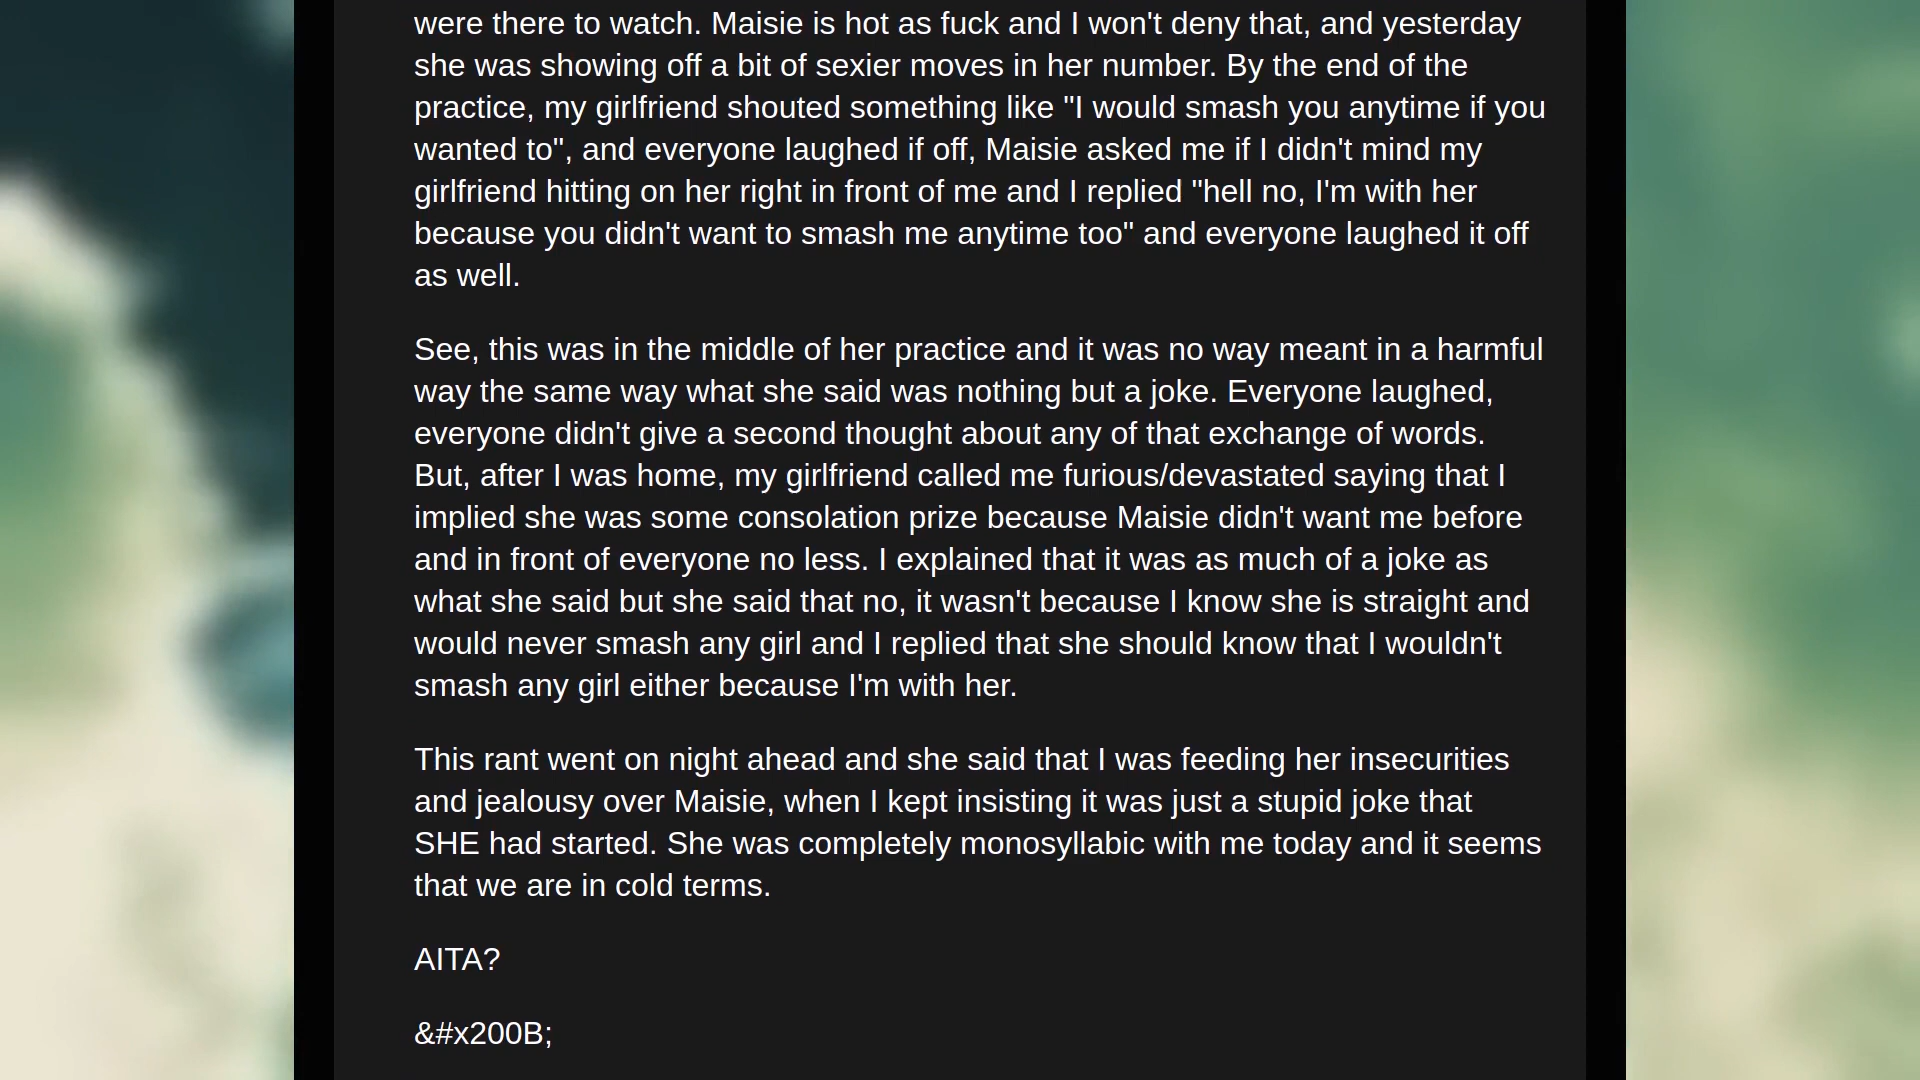 were there to watch. Maisie is hot as fuck and I won't deny that, and yesterday
she was showing off a bit of sexier moves in her number. By the end of the
practice, my girlfriend shouted something like "I would smash you anytime if you
wanted to", and everyone laughed if off, Maisie asked me if I didn't mind my
girlfriend hitting on her right in front of me and I replied "hell no, I'm with her
because you didn't want to smash me anytime too" and everyone laughed it off
as well.
See, this was in the middle of her practice and it was no way meant in a harmful
way the same way what she said was nothing but a joke. Everyone laughed,
everyone didn't give a second thought about any of that exchange of words.
But, after I was home, my girlfriend called me furious/devastated saying that I
implied she was some consolation prize because Maisie didn't want me before
and in front of everyone no less. I explained that it was as much of a joke as
what she said but she said that no, it wasn't because I know she is straight and
would never smash any girl and I replied that she should know that I wouldn't
smash any girl either because I'm with her.
This rant went on night ahead and she said that I was feeding her insecurities
and jealousy over Maisie, when I kept insisting it was just a stupid joke that
SHE had started. She was completely monosyllabic with me today and it seems
that we are in cold terms.
AITA?
&#x200B;